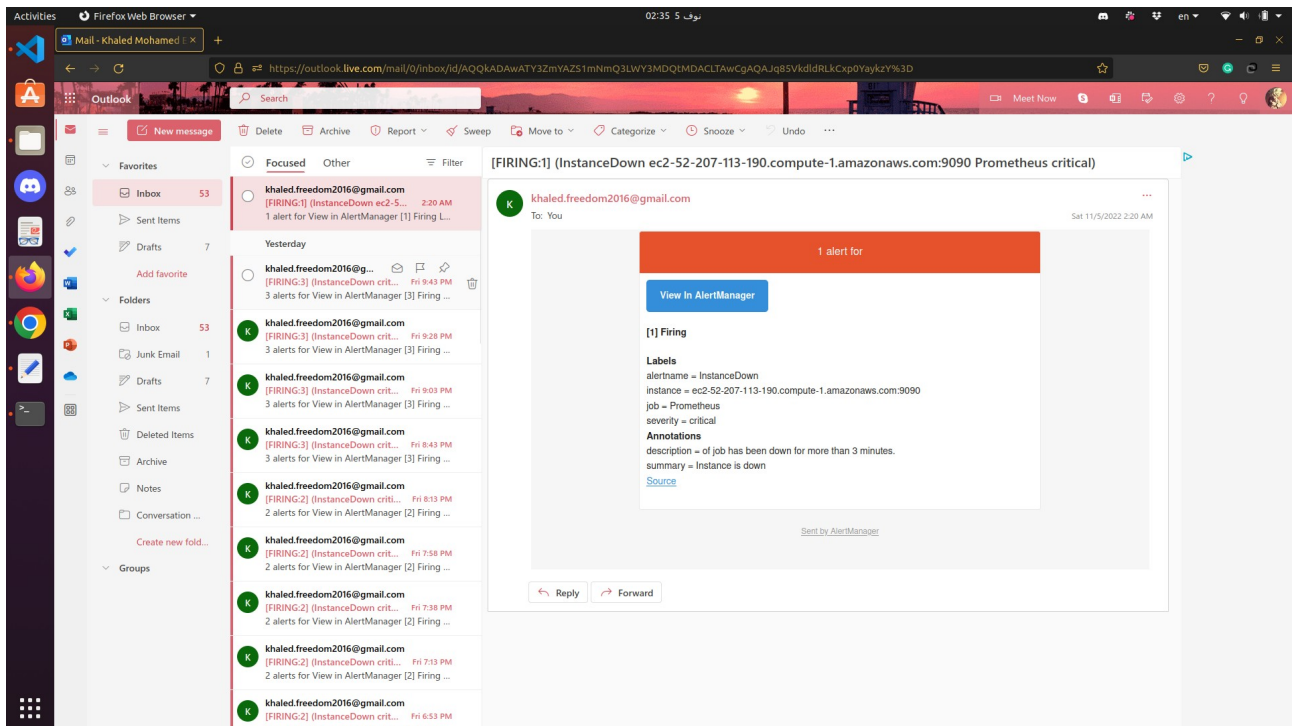 Activities Firefox Web Browser 02:35 5 نوف en
Mail - Khaled Mohamed E
https://outlook.live.com/mail/0/inbox/id/AQQkADAwATY3ZmYAZS1mNmQ3LWY3MDQtMDACLTAwCgAQAJq85VkdldRLkCxp0YaykzY%3D
Outlook Search Meet Now
New message Delete Archive Report Sweep Move to Categorize Snooze Undo
Favorites
Inbox 53
Sent Items
Drafts 7
Add favorite
Folders
Inbox 53
Junk Email 1
Drafts 7
Sent Items
Deleted Items
Archive
Notes
Conversation ...
Create new fold...
Groups
Focused Other Filter
khaled.freedom2016@gmail.com
[FIRING:1] (InstanceDown ec2-5... 2:20 AM
1 alert for View in AlertManager [1] Firing L...
Yesterday
khaled.freedom2016@g...
[FIRING:3] (InstanceDown crit... Fri 9:43 PM
3 alerts for View in AlertManager [3] Firing ...
K
khaled.freedom2016@gmail.com
[FIRING:3] (InstanceDown crit... Fri 9:28 PM
3 alerts for View in AlertManager [3] Firing ...
K
khaled.freedom2016@gmail.com
[FIRING:3] (InstanceDown crit... Fri 9:03 PM
3 alerts for View in AlertManager [3] Firing ...
K
khaled.freedom2016@gmail.com
[FIRING:3] (InstanceDown crit... Fri 8:43 PM
3 alerts for View in AlertManager [3] Firing ...
K
khaled.freedom2016@gmail.com
[FIRING:2] (InstanceDown criti... Fri 8:13 PM
2 alerts for View in AlertManager [2] Firing ...
K
khaled.freedom2016@gmail.com
[FIRING:2] (InstanceDown crit... Fri 7:58 PM
2 alerts for View in AlertManager [2] Firing ...
K
khaled.freedom2016@gmail.com
[FIRING:2] (InstanceDown crit... Fri 7:38 PM
2 alerts for View in AlertManager [2] Firing ...
K
khaled.freedom2016@gmail.com
[FIRING:2] (InstanceDown criti... Fri 7:13 PM
2 alerts for View in AlertManager [2] Firing ...
K
khaled.freedom2016@gmail.com
[FIRING:2] (InstanceDown crit... Fri 6:53 PM
[FIRING:1] (InstanceDown ec2-52-207-113-190.compute-1.amazonaws.com:9090 Prometheus critical)
K
khaled.freedom2016@gmail.com
To: You Sat 11/5/2022 2:20 AM
1 alert for
View In AlertManager
[1] Firing
Labels
alertname = InstanceDown
instance = ec2-52-207-113-190.compute-1.amazonaws.com:9090
job = Prometheus
severity = critical
Annotations
description = of job has been down for more than 3 minutes.
summary = Instance is down
Source
Sent by AlertManager
Reply Forward